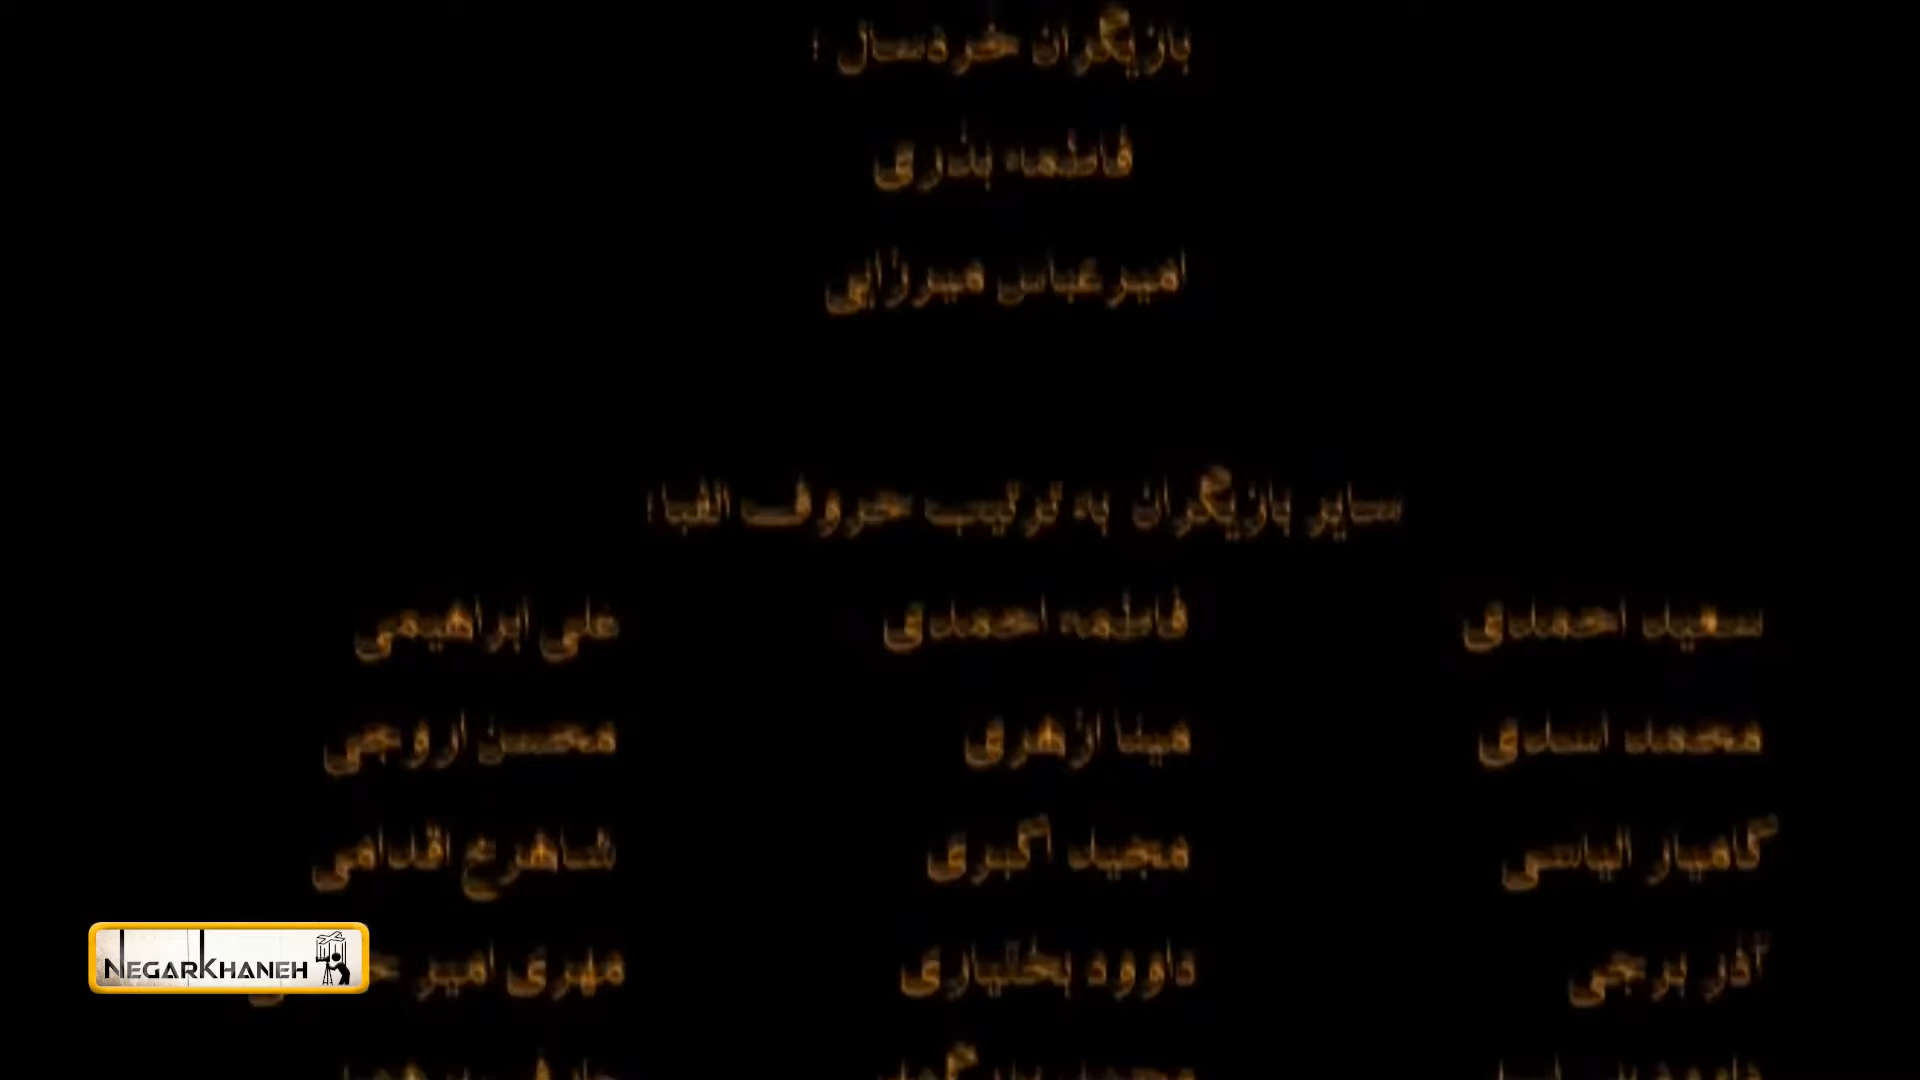 بازیگران خردسال :
فاطمه بذری
امیرعباس میرزایی
سایر بازیگران به ترتیب حروف الفبا :
سعید احمدی فاطمه احمدی علی ابراهیمی
محمد اسدی مینا ازهری محسن اروجی
کامیار الیاسی مجید اکبری شاهرخ اقدامی
آذر برجی داوود بختیاری مهری امیر
NEGARKHANEH